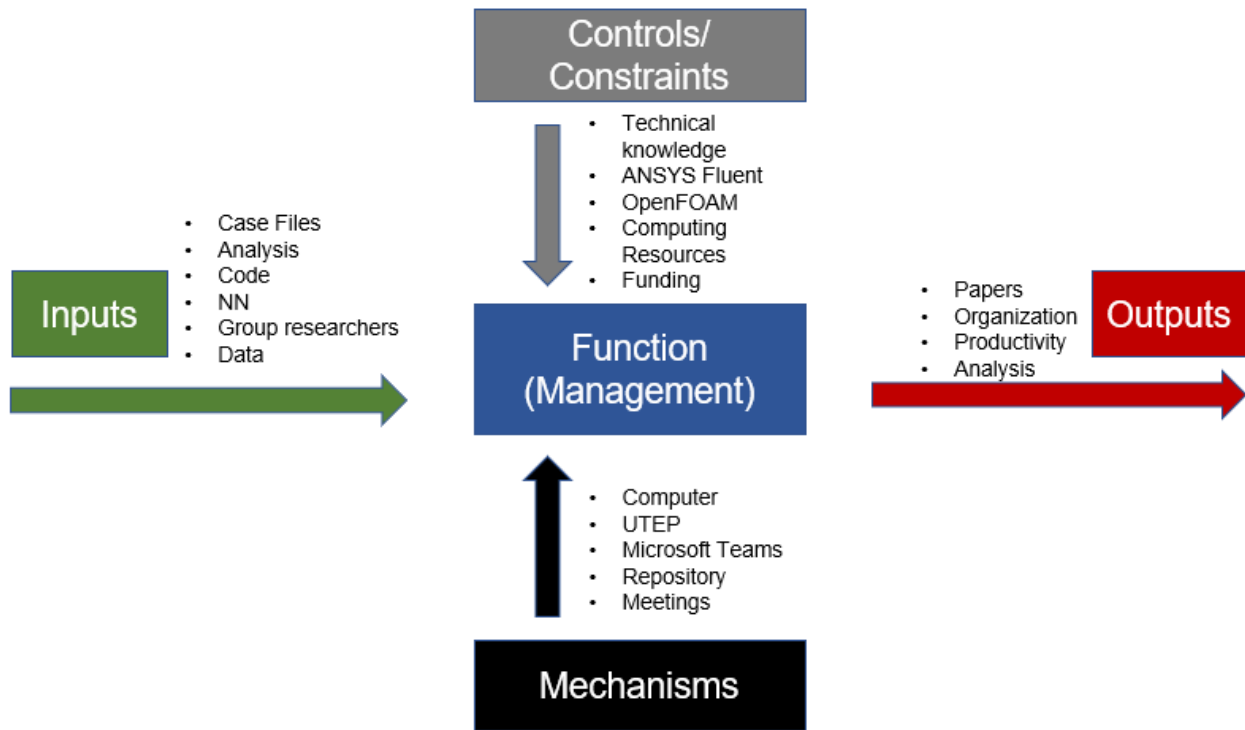 Controls/
Constraints
• Technical
knowledge
• ANSYS Fluent
• OpenFOAM
• Computing
Resources
• Funding
Inputs
• Case Files
• Analysis
• Code
• NN
• Group researchers
• Data
Function
(Management)
• Papers
• Organization
• Productivity
• Analysis
Outputs
• Computer
• UTEP
• Microsoft Teams
• Repository
• Meetings
Mechanisms